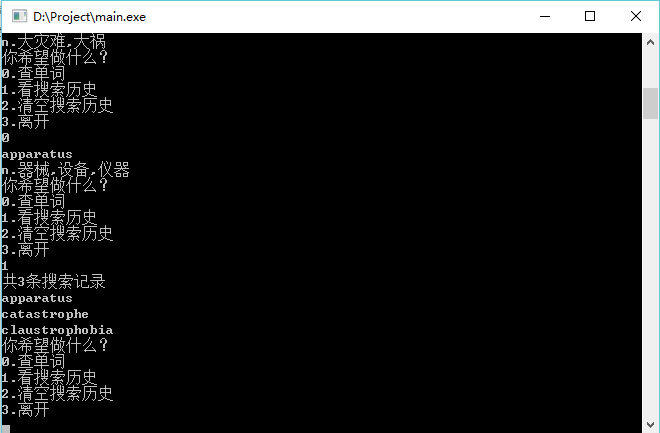 D:\Project\main.exe
n.大灾难,大祸
你希望做什么？
0.查单词
1.看搜索历史
2.清空搜索历史
3.离开
0
apparatus
n.器械,设备,仪器
你希望做什么？
0.查单词
1.看搜索历史
2.清空搜索历史
3.离开
1
共3条搜索记录
apparatus
catastrophe
claustrophobia
你希望做什么？
0.查单词
1.看搜索历史
2.清空搜索历史
3.离开